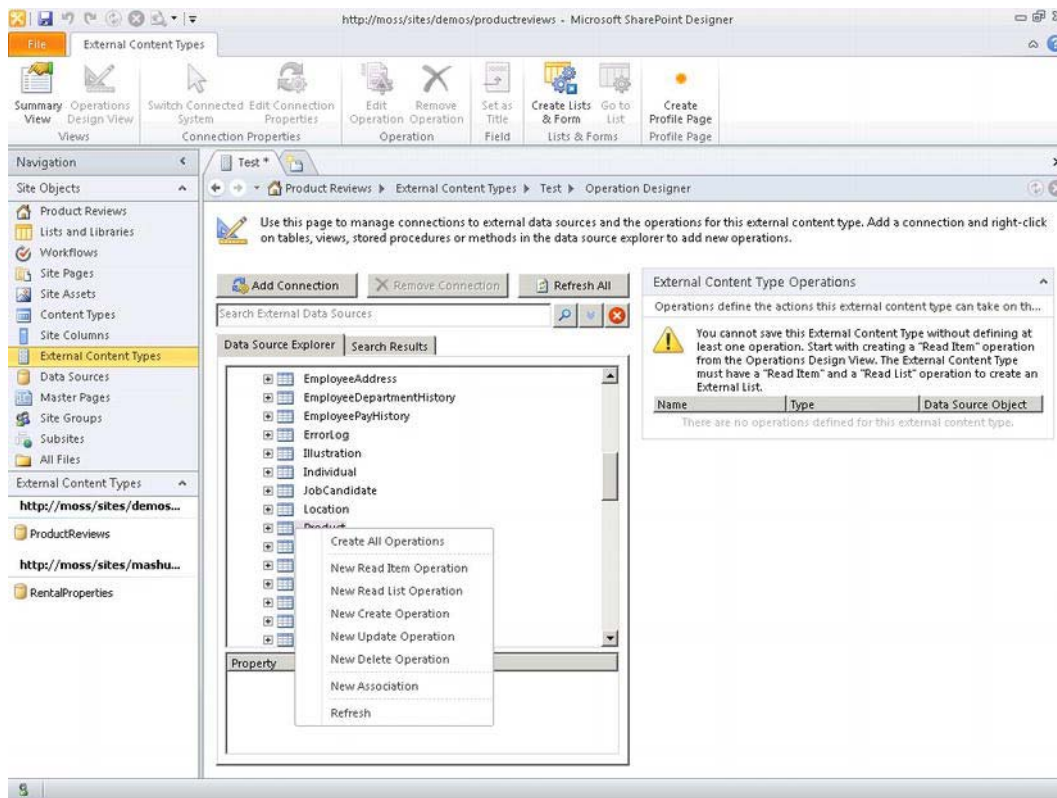 http://moss/sites/demos/productreviews - Microsoft SharePoint Designer
File
External Content Types
Summary View
Operations Design View
Switch Connected System
Edit Connection Properties
Edit Operation
Remove Operation
Set as Title
Create Lists & Form
Go to List
Create Profile Page
Views
Connection Properties
Operation
Field
Lists & Forms
Profile Page
Navigation
Site Objects
Product Reviews
Lists and Libraries
Workflows
Site Pages
Site Assets
Content Types
Site Columns
External Content Types
Data Sources
Master Pages
Site Groups
Subsites
All Files
External Content Types
http://moss/sites/demos...
ProductReviews
http://moss/sites/mashu...
RentalProperties
Test *
Product Reviews
External Content Types
Test
Operation Designer
Use this page to manage connections to external data sources and the operations for this external content type. Add a connection and right-click
on tables, views, stored procedures or methods in the data source explorer to add new operations.
Add Connection
Remove Connection
Refresh All
Search External Data Sources
Data Source Explorer
Search Results
EmployeeAddress
EmployeeDepartmentHistory
EmployeePayHistory
ErrorLog
Illustration
Individual
JobCandidate
Location
Product
Create All Operations
New Read Item Operation
New Read List Operation
New Create Operation
New Update Operation
New Delete Operation
New Association
Refresh
Property
External Content Type Operations
Operations define the actions this external content type can take on th...
You cannot save this External Content Type without defining at
least one operation. Start with creating a "Read Item" operation
from the Operations Design View. The External Content Type
must have a "Read Item" and a "Read List" operation to create an
External List.
Name
Type
Data Source Object
There are no operations defined for this external content type.